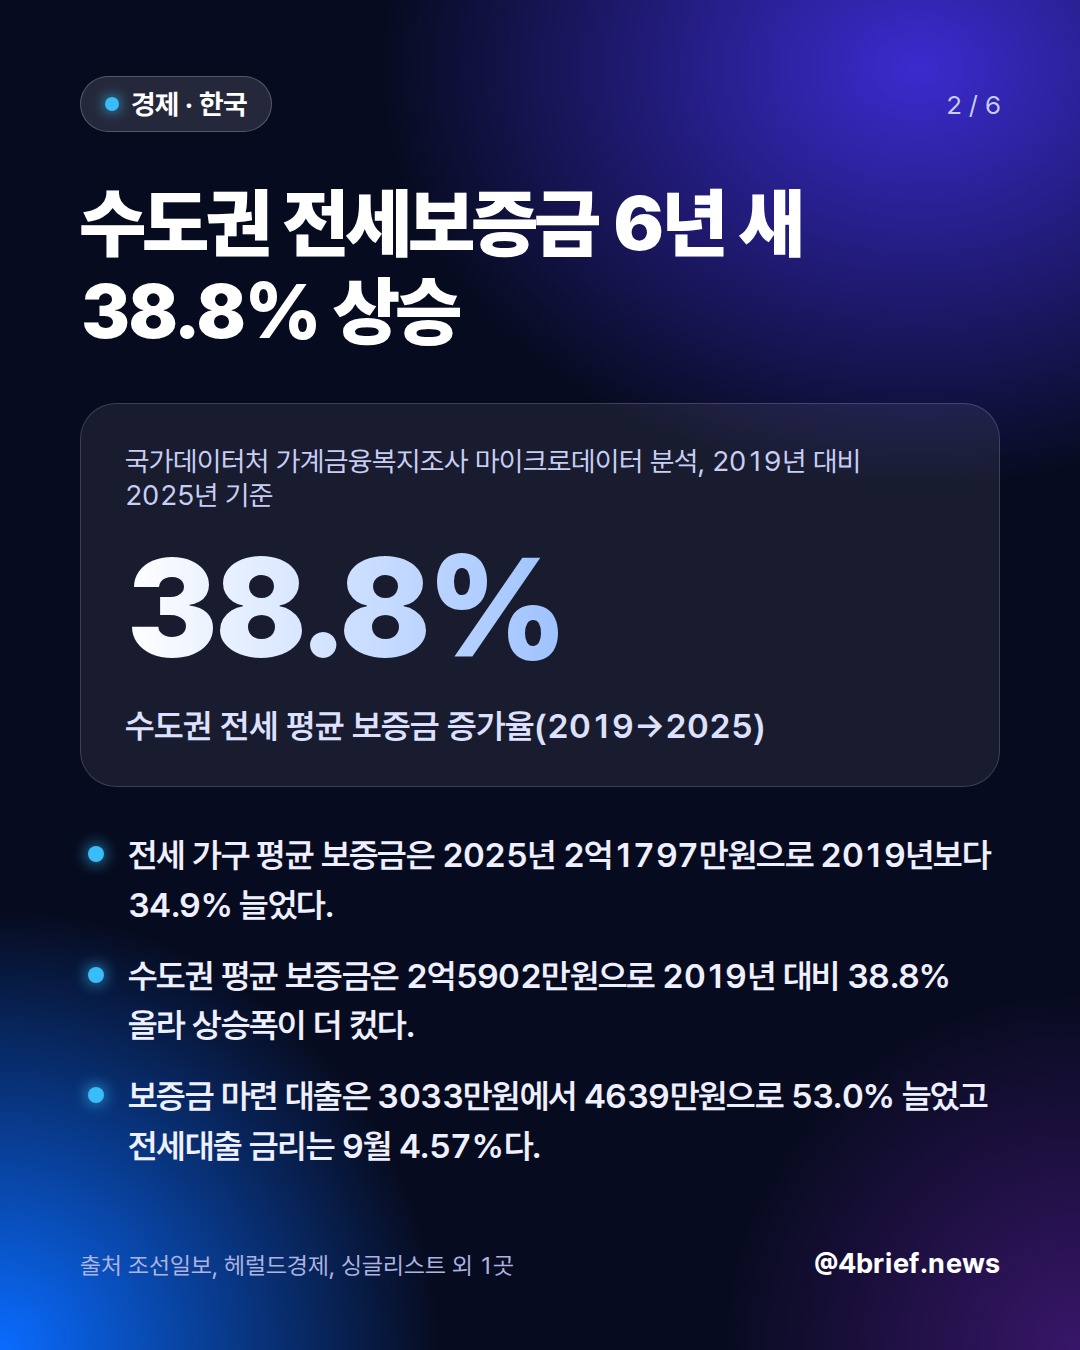 경제 · 한국
2 / 6
수도권 전세보증금 6년 새
38.8% 상승
국가데이터처 가계금융복지조사 마이크로데이터 분석, 2019년 대비
2025년 기준
38.8%
수도권 전세 평균 보증금 증가율(2019→2025)
전세 가구 평균 보증금은 2025년 2억1797만원으로 2019년보다
34.9% 늘었다.
수도권 평균 보증금은 2억5902만원으로 2019년 대비 38.8%
올라 상승폭이 더 컸다.
보증금 마련 대출은 3033만원에서 4639만원으로 53.0% 늘었고
전세대출 금리는 9월 4.57%다.
출처 조선일보, 헤럴드경제, 싱글리스트 외 1곳
@4brief.news